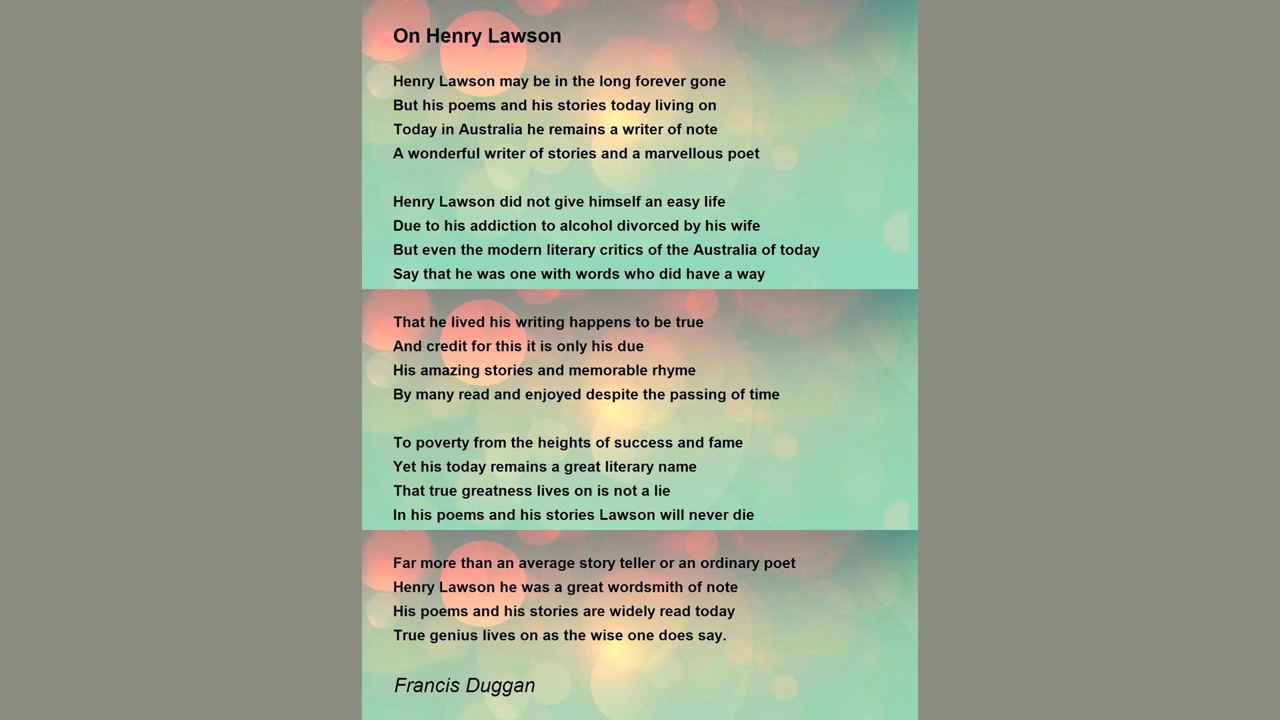 On Henry Lawson
Henry Lawson may be in the long forever gone
But his poems and his stories today living on
Today in Australia he remains a writer of note
A wonderful writer of stories and a marvellous poet
Henry Lawson did not give himself an easy life
Due to his addiction to alcohol divorced by his wife
But even the modern literary critics of the Australia of today
Say that he was one with words who did have a way
That he lived his writing happens to be true
And credit for this it is only his due
His amazing stories and memorable rhyme
By many read and enjoyed despite the passing of time
To poverty from the heights of success and fame
Yet his today remains a great literary name
That true greatness lives on is not a lie
In his poems and his stories Lawson will never die
Far more than an average story teller or an ordinary poet
Henry Lawson he was a great wordsmith of note
His poems and his stories are widely read today
True genius lives on as the wise one does say.
Francis Duggan